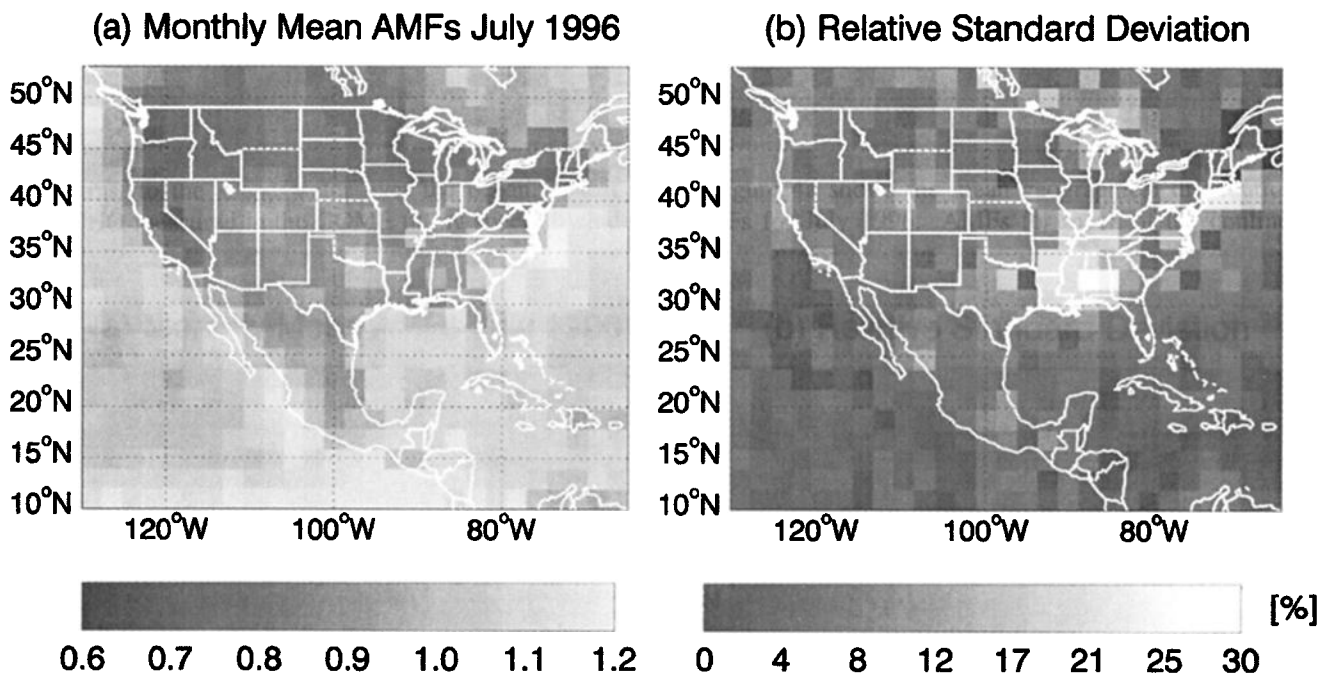 (a) Monthly Mean AMFs July 1996
(b) Relative Standard Deviation
50°N
45°N
40°N
35°N
30°N
25°N
20°N
15°N
10°N
120°W 100°W 80°W
50°N
45°N
40°N
35°N
30°N
25°N
20°N
15°N
10°N
120°W 100°W 80°W
0.6 0.7 0.8 0.9 1.0 1.1 1.2
0 4 8 12 17 21 25 30 [%]